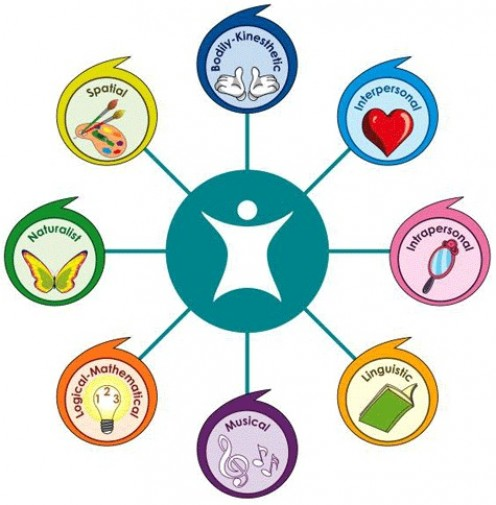 Bodily-Kinesthetic
Interpersonal
Intrapersonal
Linguistic
Musical
Logical-Mathematical
1 2 3
Naturalist
Spatial